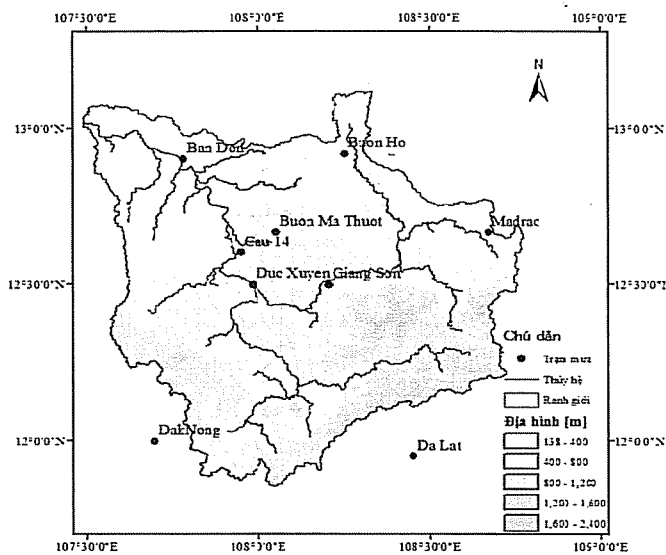 107°30'0"E 108°0'0"E 108°30'0"E 109°0'0"E
N
13°0'0"N 13°0'0"N
Ban Don Buon Ho
Buon Ma Thuot Madrac
Cau 14
12°30'0"N Duc Xuyen Giang Son 12°30'0"N
Chú dẫn
Trạm mưa
Thủy hệ
Ranh giới
Địa hình [m]
12°0'0"N DakNong Da Lat 12°0'0"N
138 - 400
400 - 800
800 - 1,200
1,200 - 1,600
1,600 - 2,400
107°30'0"E 108°0'0"E 108°30'0"E 109°0'0"E